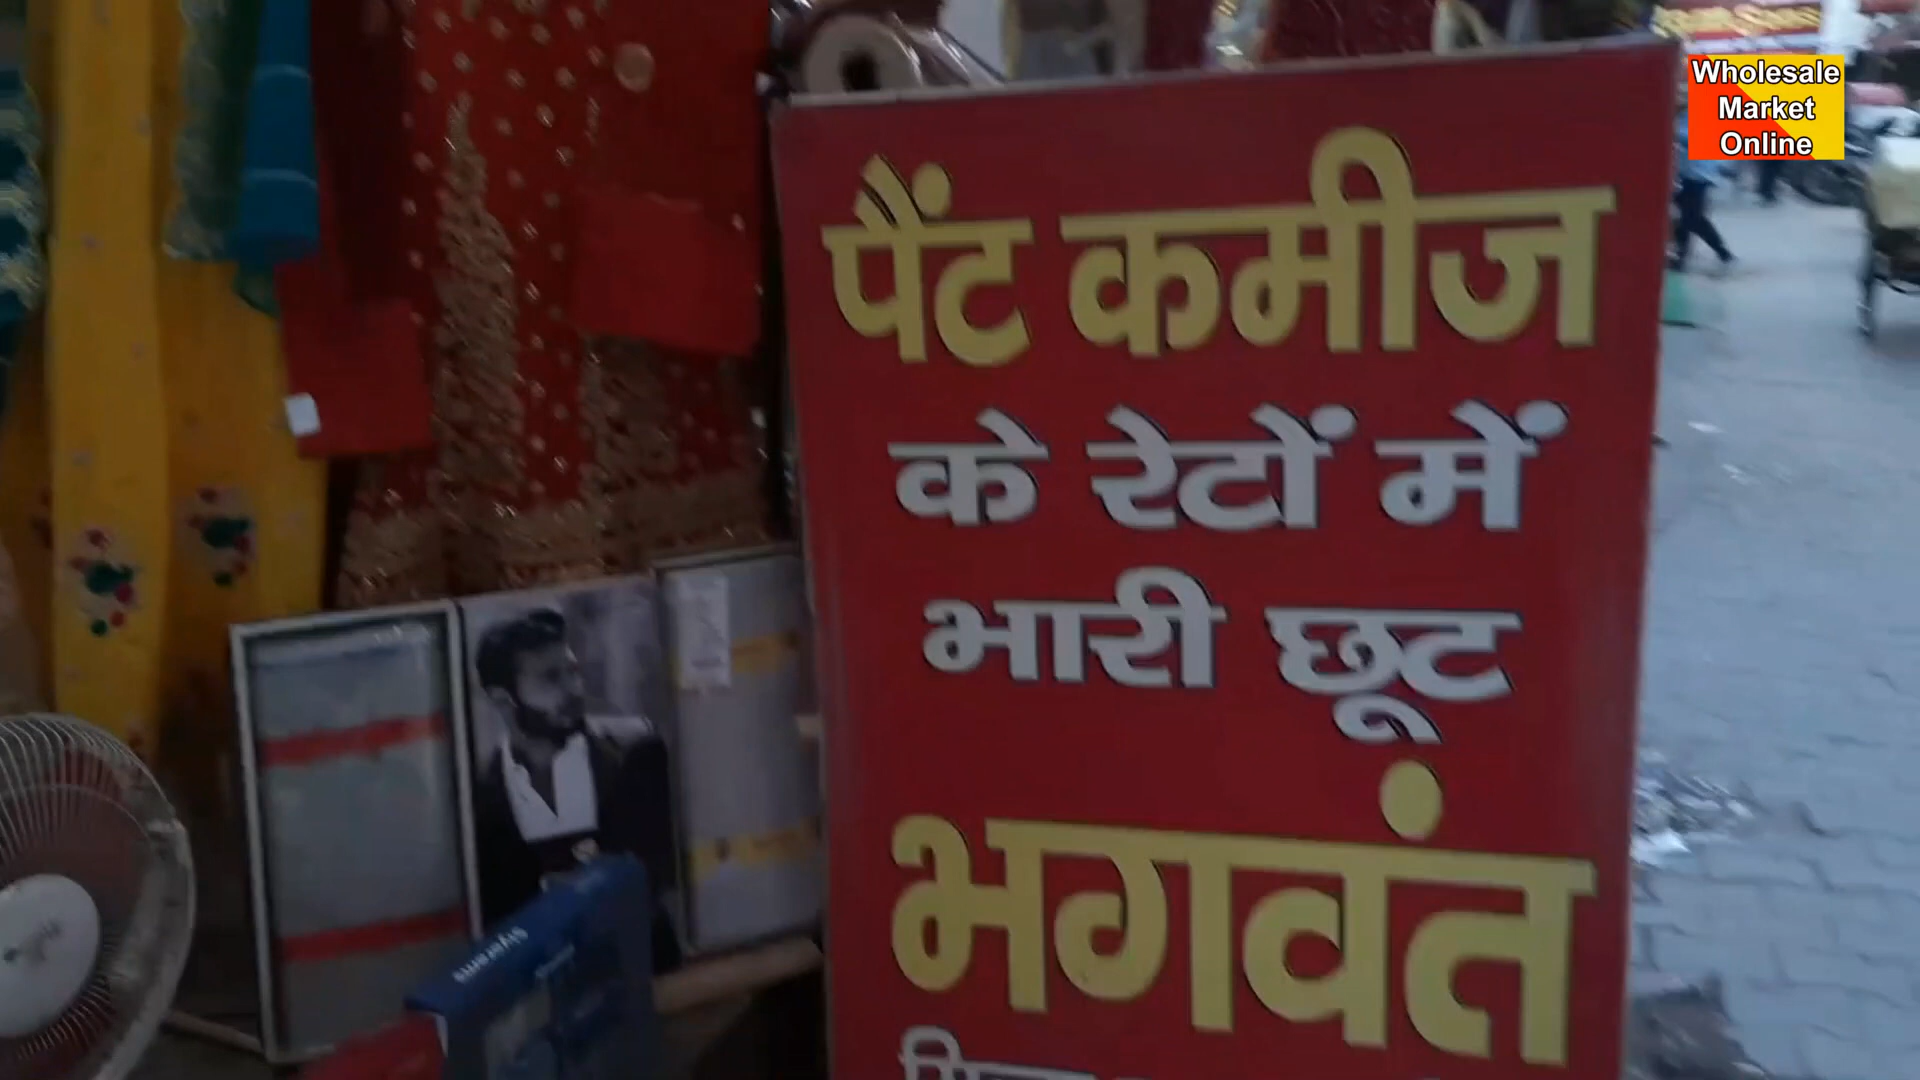 Wholesale
Market
Online
पैंट कमीज
के रेटों में
भारी छूट
भगवंत